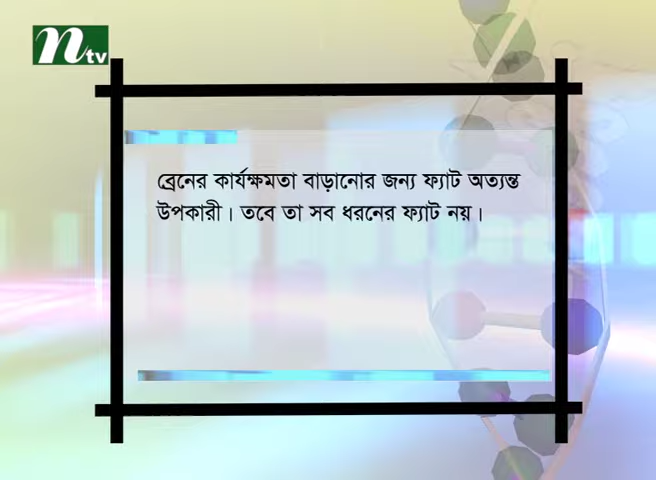 ntv
ব্রেনের কার্যক্ষমতা বাড়ানোর জন্য ফ্যাট অত্যন্ত
উপকারী। তবে তা সব ধরনের ফ্যাট নয়।